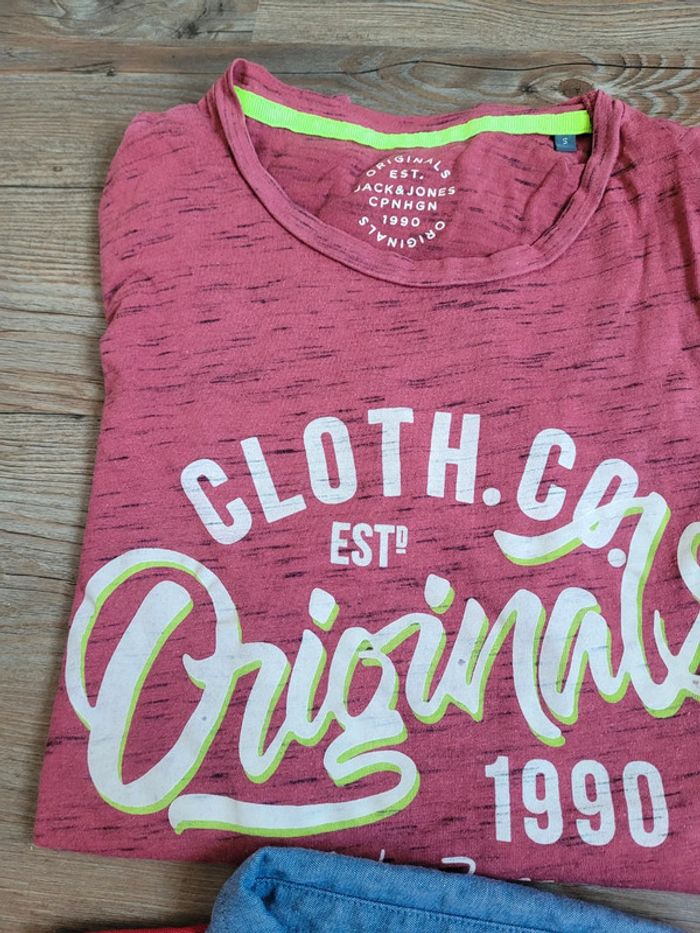 S
ORIGINALS
EST.
JACK&JONES
CPNHGN
1990
ORIGINALS
CLOTH.CO.
ESTD
Originals
1990